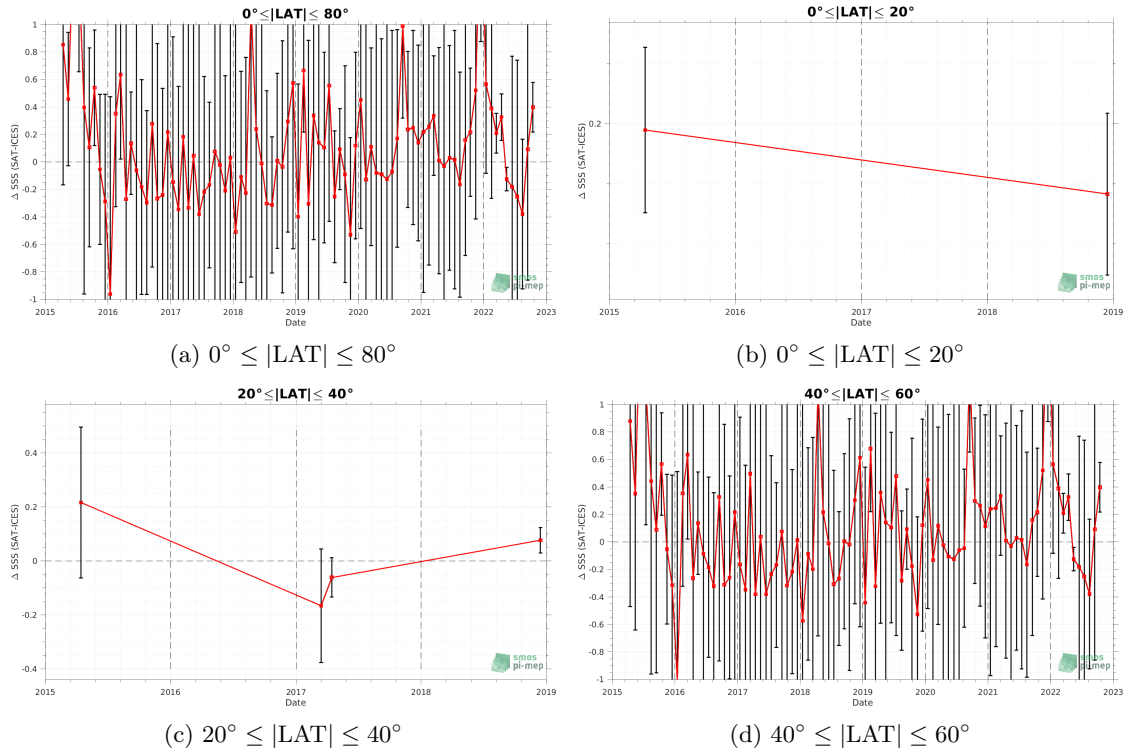 0°≤|LAT|≤ 80°
1
0.8
0.6
0.4
0.2
0
-0.2
-0.4
-0.6
-0.8
-1
Δ SSS (SAT-ICES)
2015 2016 2017 2018 2019 2020 2021 2022 2023
Date
smos
pi-mep
(a) 0° ≤ |LAT| ≤ 80°
0°≤|LAT|≤ 20°
0.2
Δ SSS (SAT-ICES)
2015 2016 2017 2018 2019
Date
smos
pi-mep
(b) 0° ≤ |LAT| ≤ 20°
20°≤|LAT|≤ 40°
0.4
0.2
0
-0.2
-0.4
Δ SSS (SAT-ICES)
2015 2016 2017 2018 2019
Date
smos
pi-mep
(c) 20° ≤ |LAT| ≤ 40°
40°≤|LAT|≤ 60°
1
0.8
0.6
0.4
0.2
0
-0.2
-0.4
-0.6
-0.8
-1
Δ SSS (SAT-ICES)
2015 2016 2017 2018 2019 2020 2021 2022 2023
Date
smos
pi-mep
(d) 40° ≤ |LAT| ≤ 60°